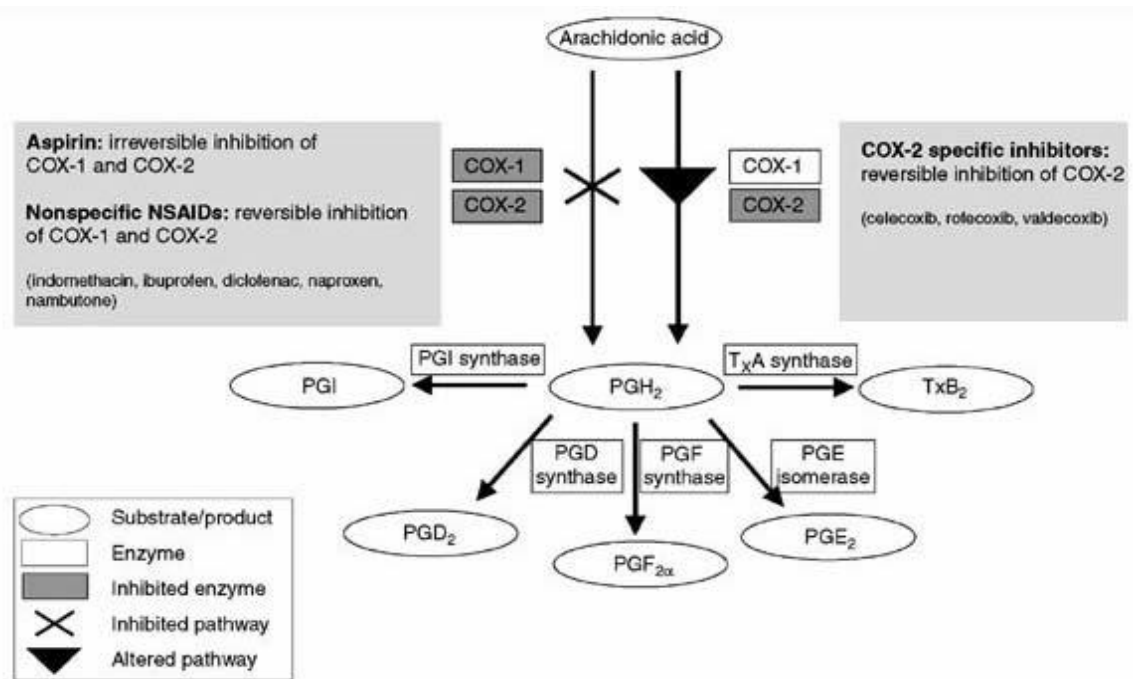 Arachidonic acid
Aspirin: irreversible inhibition of
COX-1 and COX-2
Nonspecific NSAIDs: reversible inhibition
of COX-1 and COX-2
(indomethacin, ibuprofen, diclofenac, naproxen,
nambutone)
COX-1
COX-2
COX-1
COX-2
COX-2 specific inhibitors:
reversible inhibition of COX-2
(celecoxib, rofecoxib, valdecoxib)
PGI synthase
TXA synthase
PGI
PGH2
TxB2
PGD
synthase
PGF
synthase
PGE
isomerase
PGD2
PGF2α
PGE2
Substrate/product
Enzyme
Inhibited enzyme
Inhibited pathway
Altered pathway